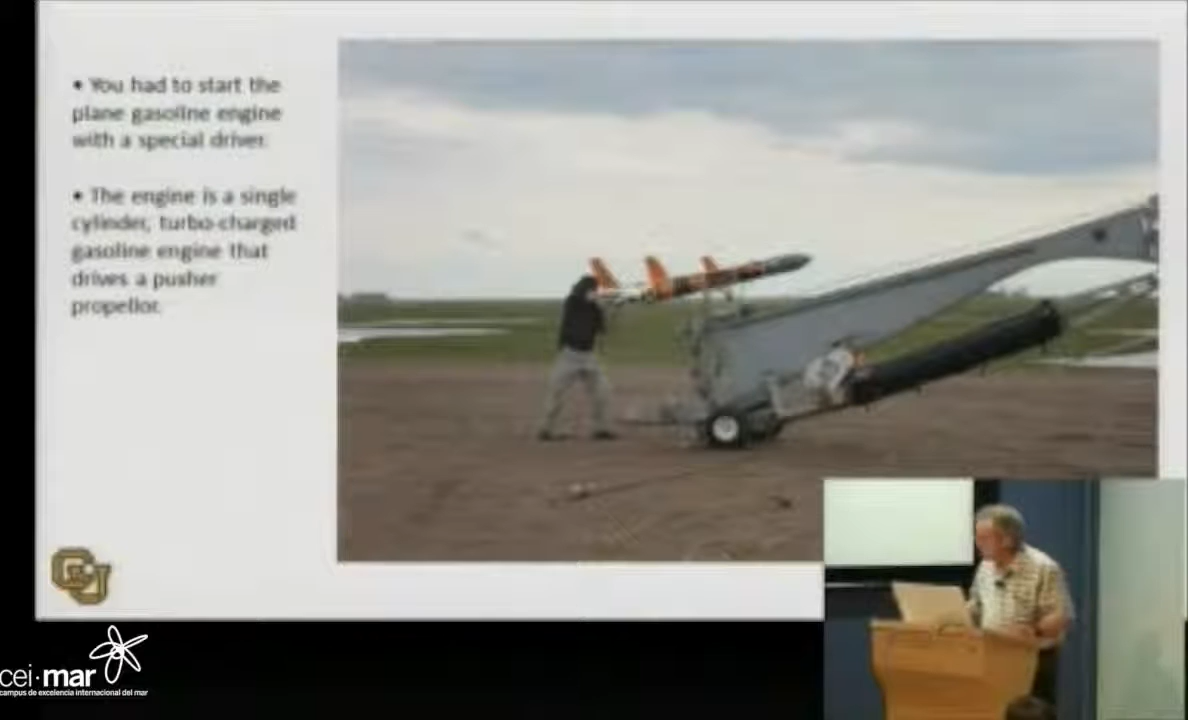 • You had to start the
plane gasoline engine
with a special driver.
• The engine is a single
cylinder, turbo-charged
gasoline engine that
drives a pusher
propellor.
CU
cei·mar
campus de excelencia internacional del mar